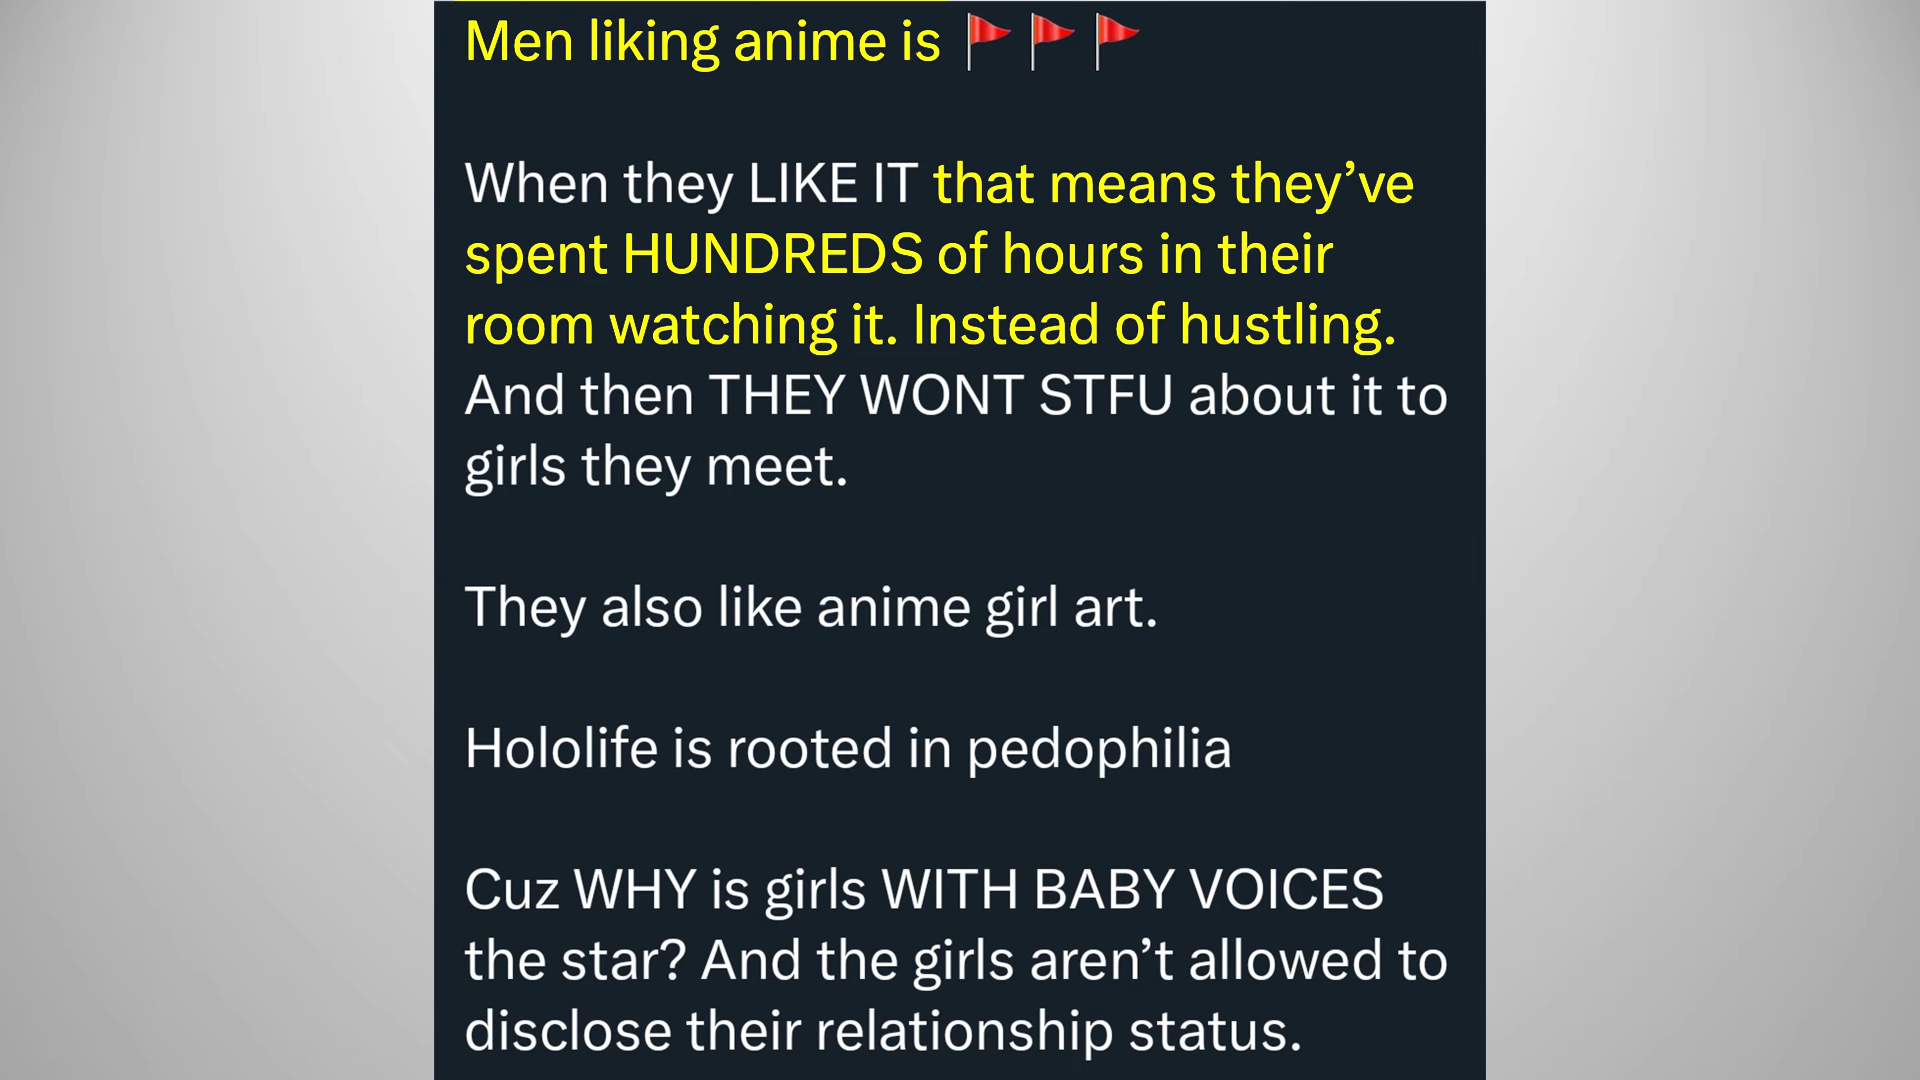 Men liking anime is 🚩🚩🚩
When they LIKE IT that means they’ve
spent HUNDREDS of hours in their
room watching it. Instead of hustling.
And then THEY WONT STFU about it to
girls they meet.
They also like anime girl art.
Hololife is rooted in pedophilia
Cuz WHY is girls WITH BABY VOICES
the star? And the girls aren’t allowed to
disclose their relationship status.